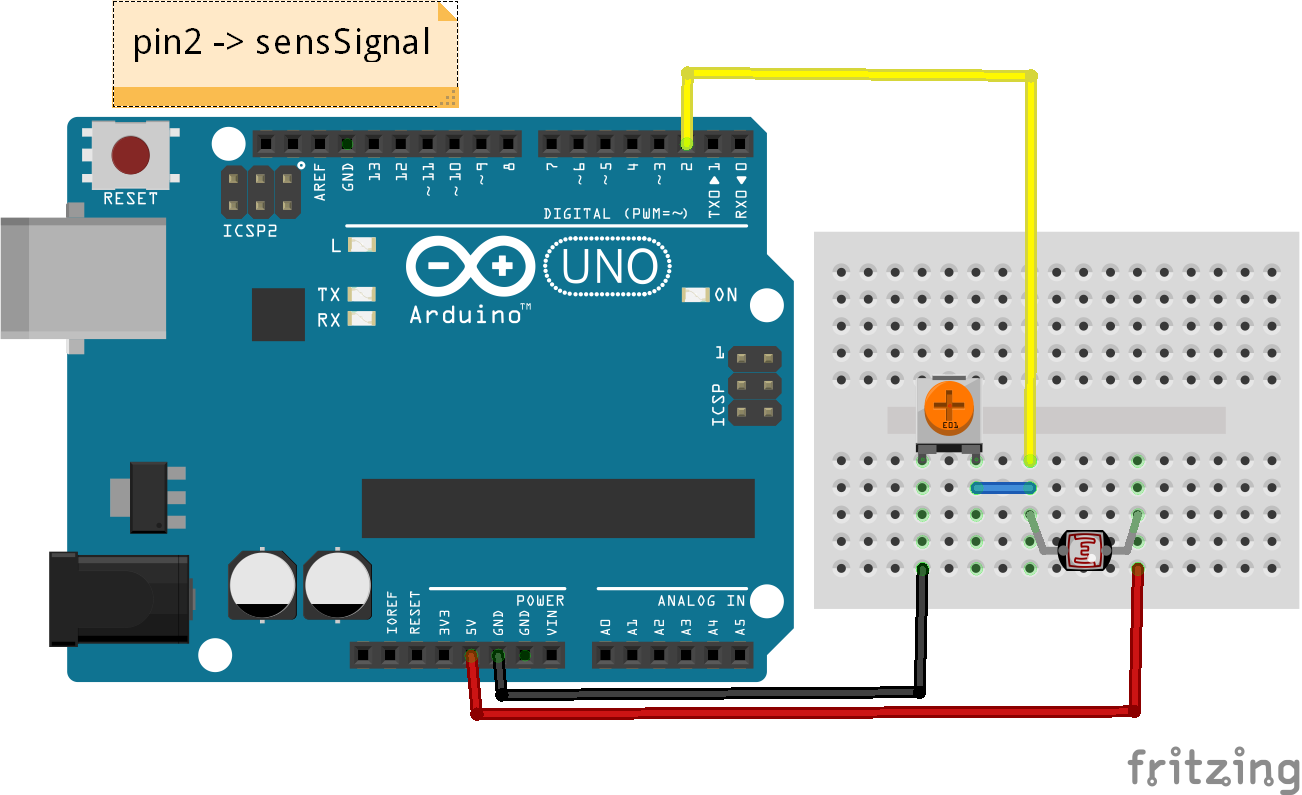 pin2 -> sensSignal
RESET
ICSP2
AREF
GND
13
12
~11
~10
~9
8
7
~6
~5
4
~3
2
TX0▶1
RX0◀0
DIGITAL (PWM=~)
L
TX
RX
UNO
Arduino™
ON
1
ICSP
E01
IOREF
RESET
3V3
5V
GND
GND
VIN
POWER
A0
A1
A2
A3
A4
A5
ANALOG IN
fritzing